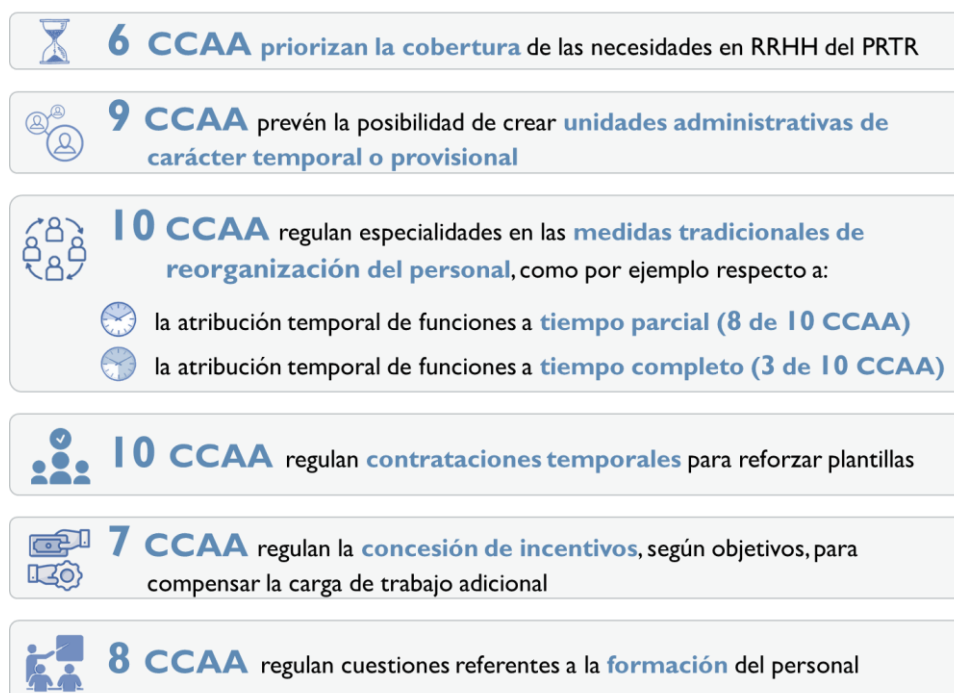 6 CCAA priorizan la cobertura de las necesidades en RRHH del PRTR
9 CCAA prevén la posibilidad de crear unidades administrativas de
carácter temporal o provisional
10 CCAA regulan especialidades en las medidas tradicionales de
reorganización del personal, como por ejemplo respecto a:
la atribución temporal de funciones a tiempo parcial (8 de 10 CCAA)
la atribución temporal de funciones a tiempo completo (3 de 10 CCAA)
10 CCAA regulan contrataciones temporales para reforzar plantillas
7 CCAA regulan la concesión de incentivos, según objetivos, para
compensar la carga de trabajo adicional
8 CCAA regulan cuestiones referentes a la formación del personal